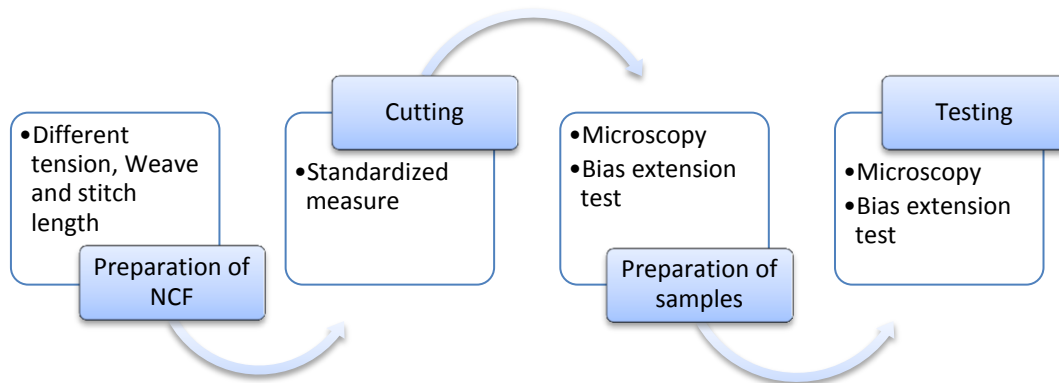 •Different
tension, Weave
and stitch
length
Preparation of
NCF
Cutting
•Standardized
measure
•Microscopy
•Bias extension
test
Preparation of
samples
Testing
•Microscopy
•Bias extension
test